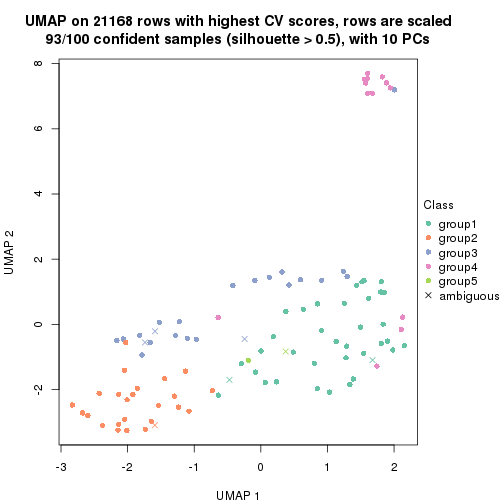 UMAP on 21168 rows with highest CV scores, rows are scaled
93/100 confident samples (silhouette > 0.5), with 10 PCs
8
6
4
2
0
-2
UMAP 2
-3
-2
-1
0
1
2
UMAP 1
Class
group1
group2
group3
group4
group5
ambiguous